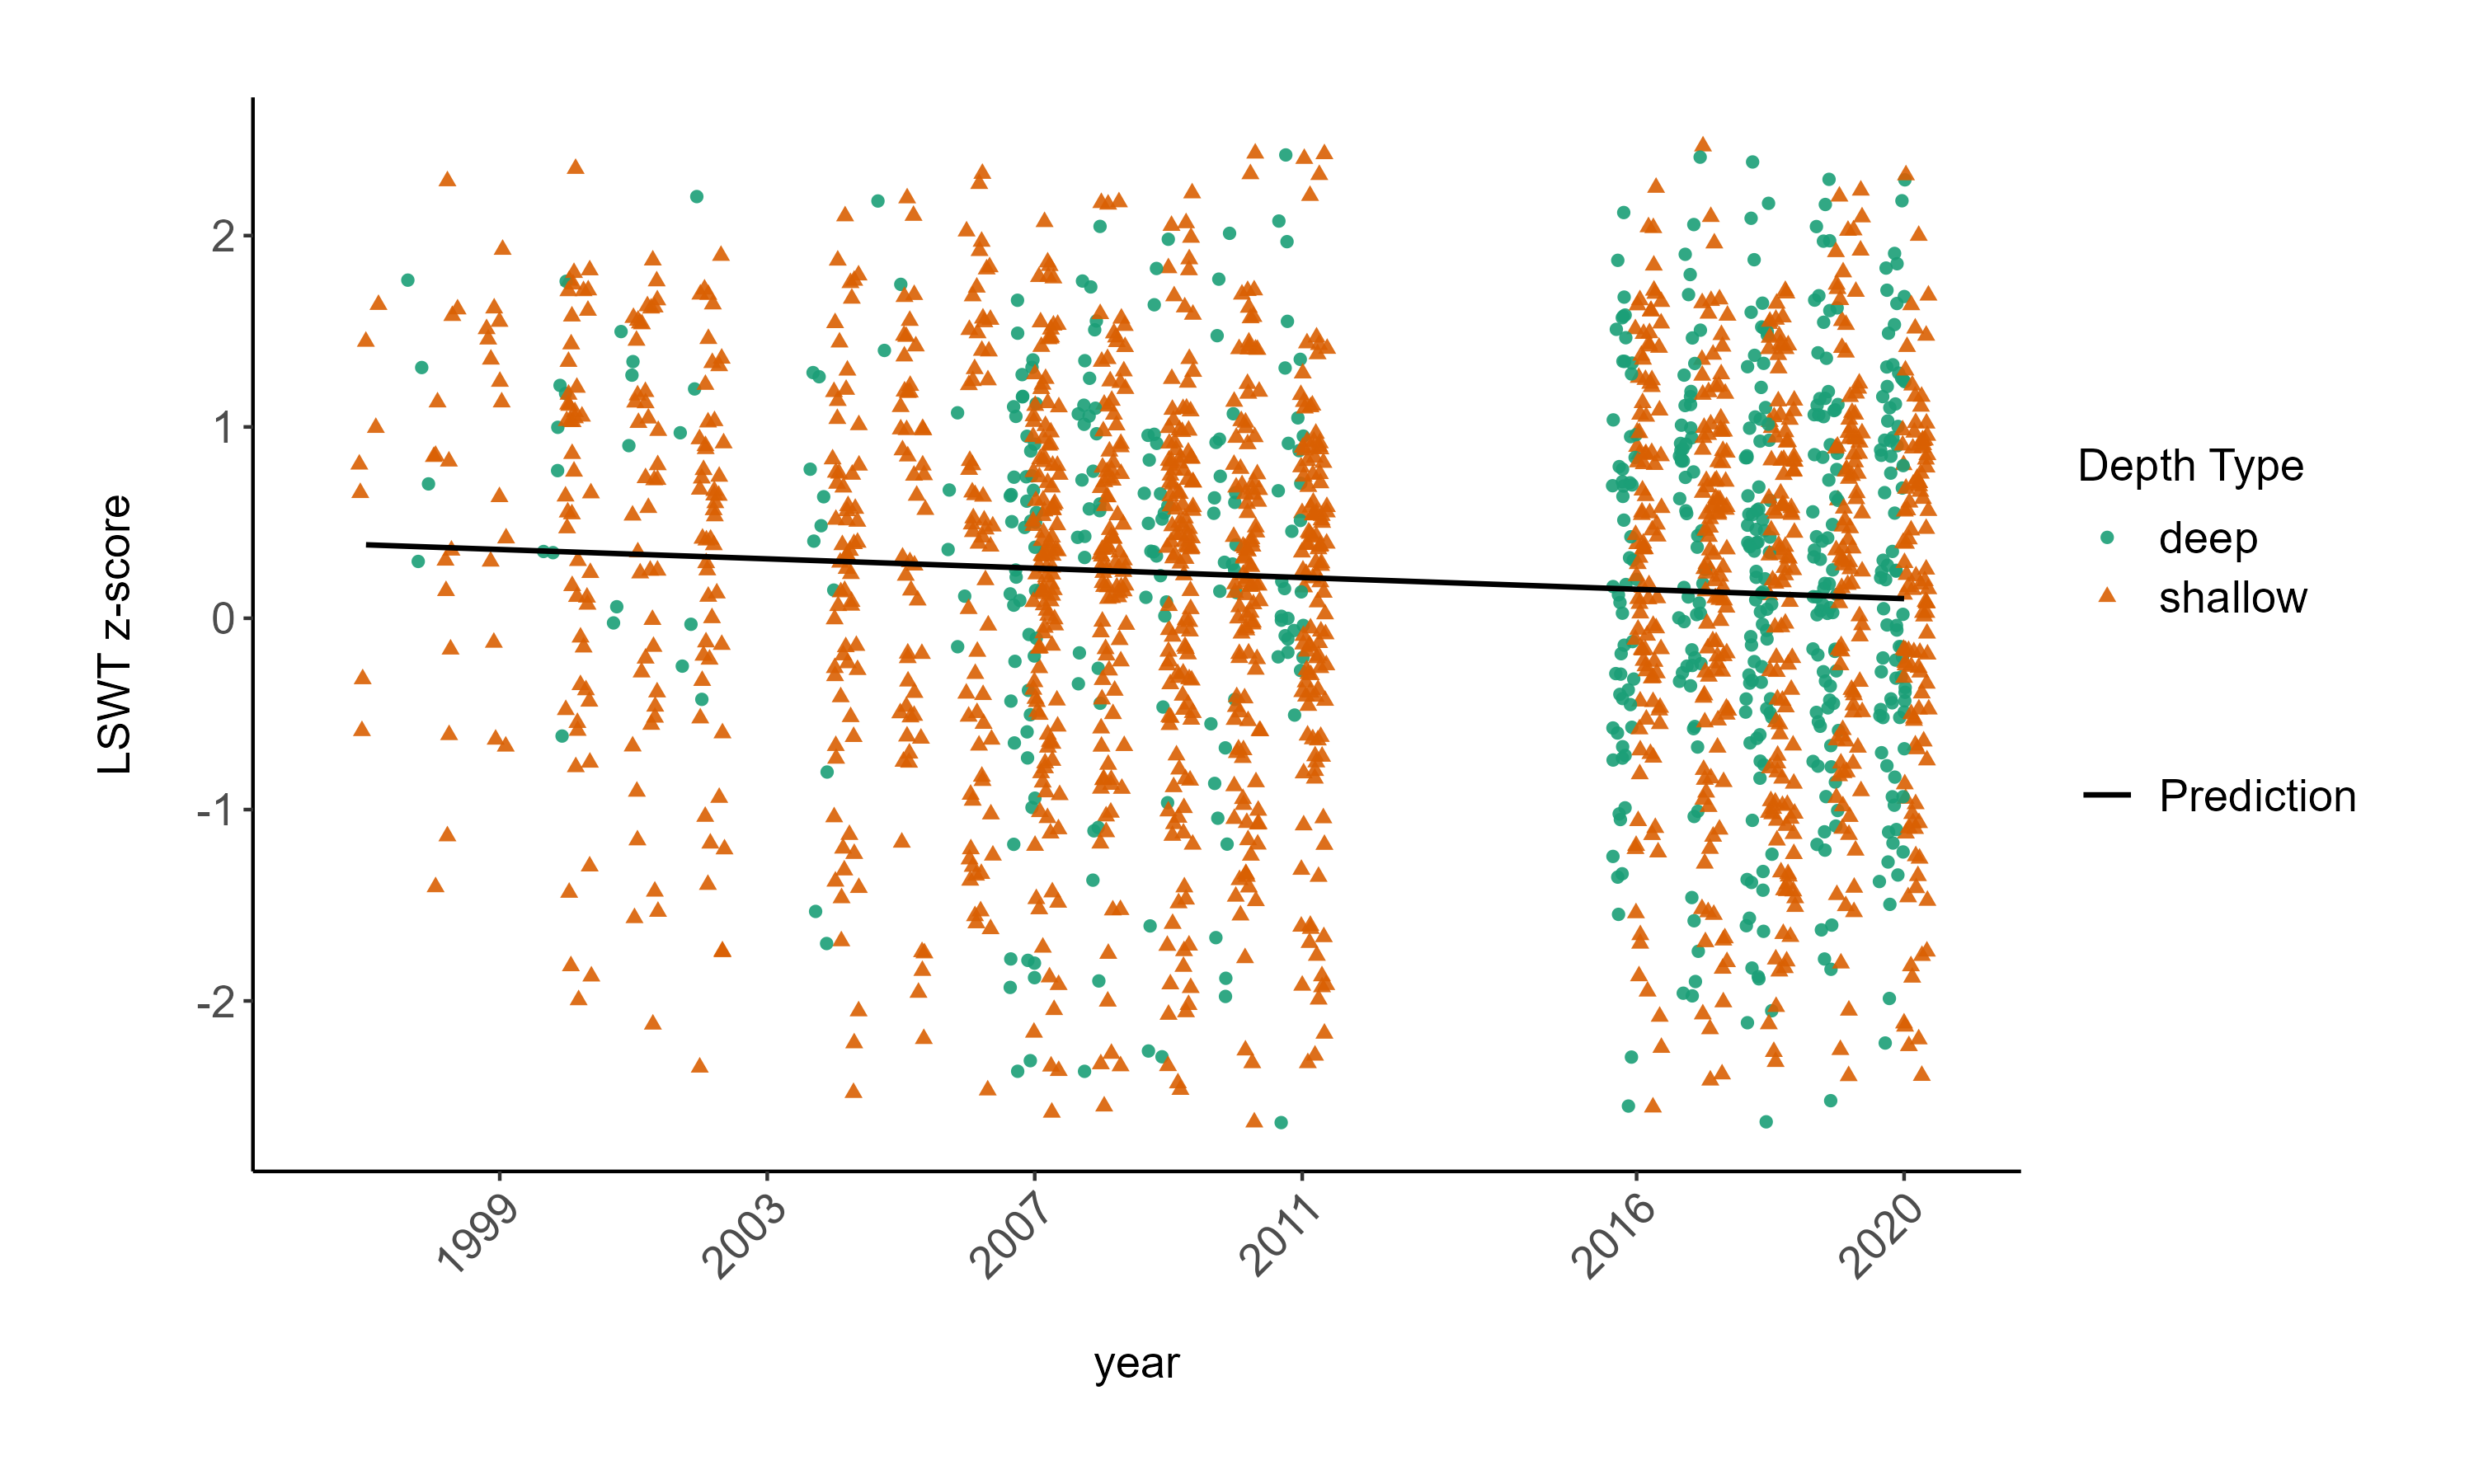 LSWT z-score
2
1
0
-1
-2
1999
2003
2007
2011
2016
2020
year
Depth Type
deep
shallow
Prediction